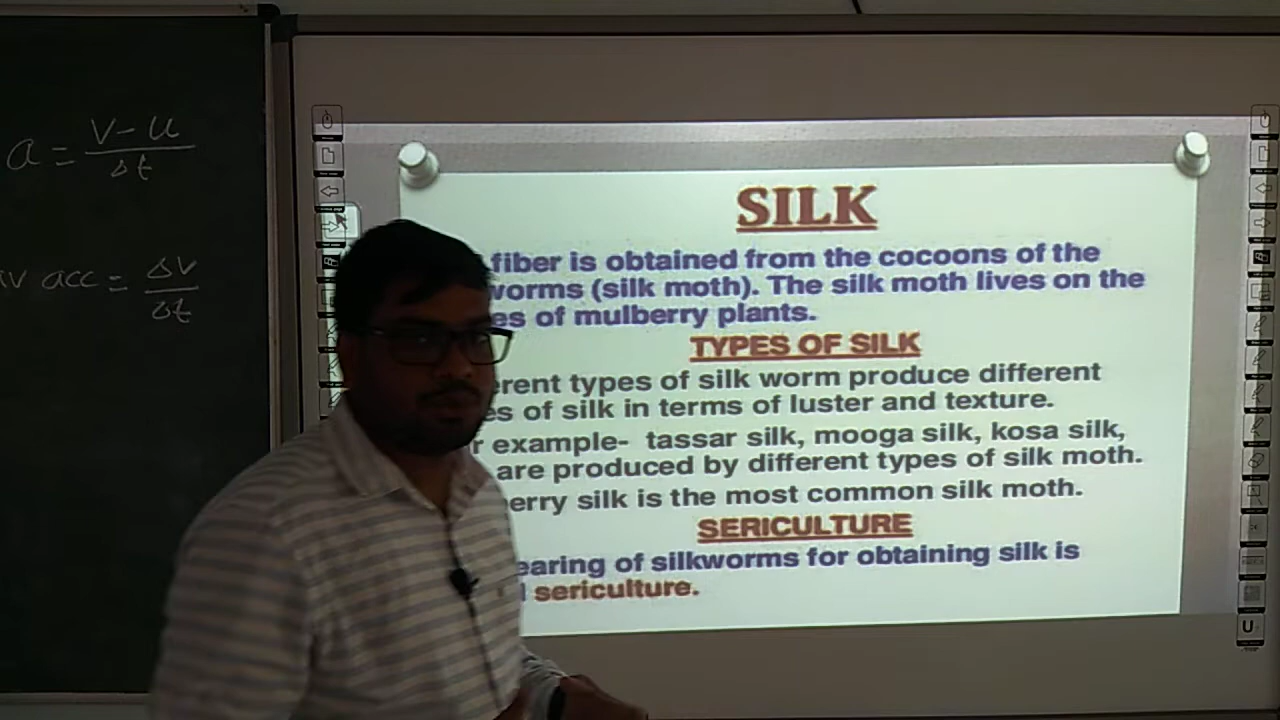 a = V - u / Δt
av acc = ΔV / Δt
SILK
fiber is obtained from the cocoons of the
worms (silk moth). The silk moth lives on the
es of mulberry plants.
TYPES OF SILK
erent types of silk worm produce different
es of silk in terms of luster and texture.
r example- tassar silk, mooga silk, kosa silk,
are produced by different types of silk moth.
erry silk is the most common silk moth.
SERICULTURE
earing of silkworms for obtaining silk is
sericulture.
U